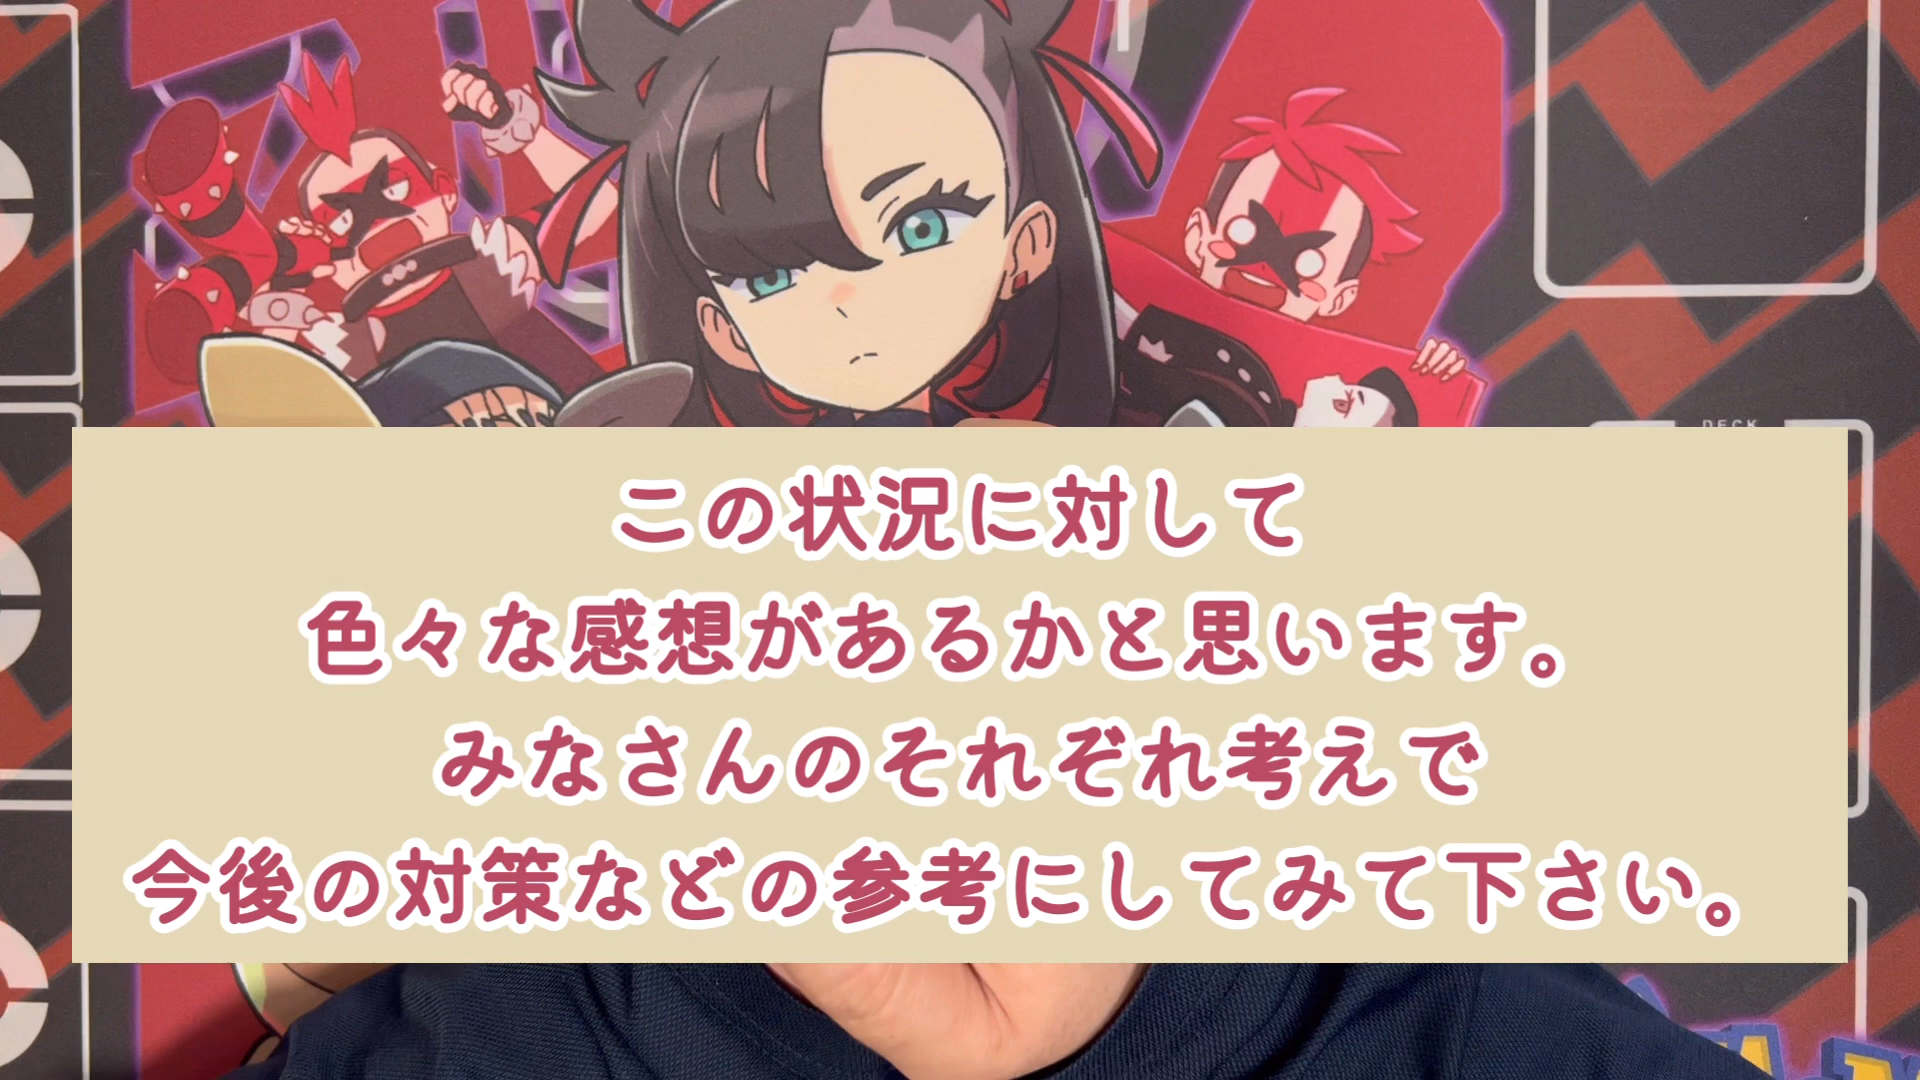 DECK
この状況に対して
色々な感想があるかと思います。
みなさんのそれぞれ考えで
今後の対策などの参考にしてみて下さい。